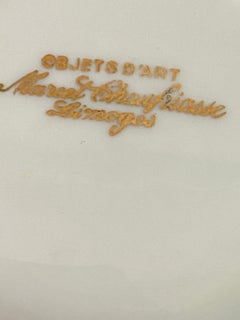 OBJETS D'ART
Marcel Chaufriasse
Limoges